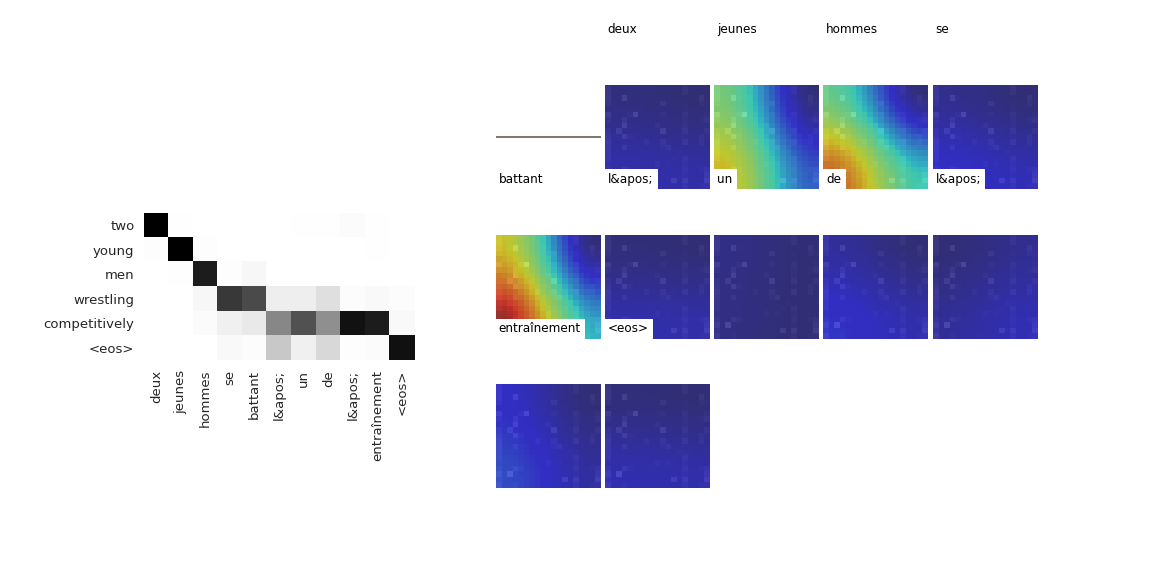 two
young
men
wrestling
competitively
<eos>
deux
jeunes
hommes
se
battant
l&apos;
un
de
l&apos;
entraînement
<eos>
deux jeunes hommes se
battant l&apos; un de l&apos;
entraînement <eos>